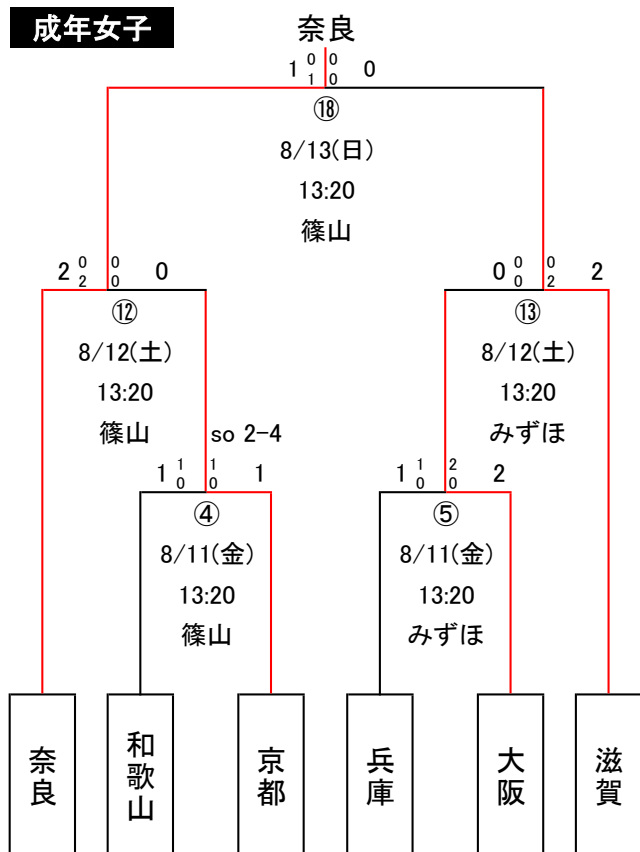 成年女子
奈良
1 0 0 0
1 0
⑱
8/13(日)
13:20
篠山
2 0 0 0
2 0
⑫
8/12(土)
13:20
篠山
0 0 0 2
0 2
⑬
8/12(土)
13:20
みずほ
so 2-4
1 1 1 1
0 0
④
8/11(金)
13:20
篠山
1 1 2 2
0 0
⑤
8/11(金)
13:20
みずほ
奈良
和歌山
京都
兵庫
大阪
滋賀